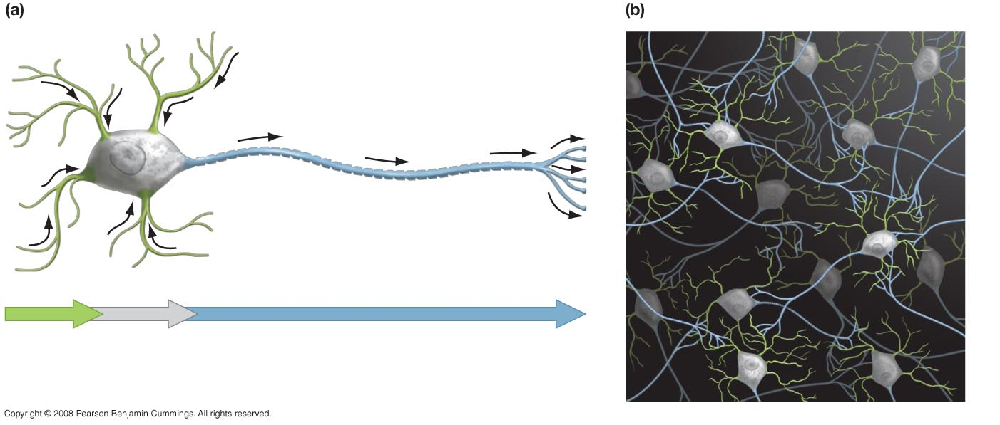 (a)
(b)
Copyright © 2008 Pearson Benjamin Cummings. All rights reserved.